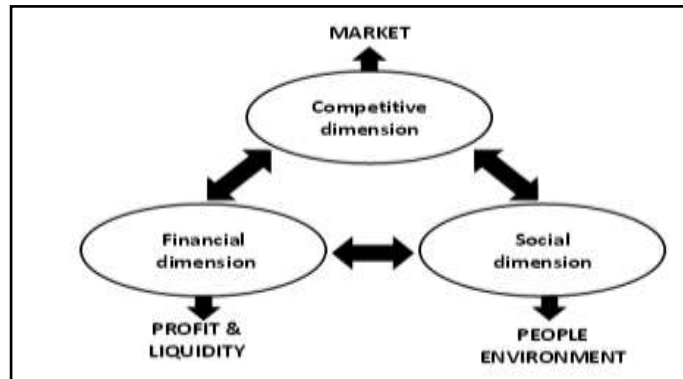 MARKET
Competitive
dimension
Financial
dimension
Social
dimension
PROFIT &
LIQUIDITY
PEOPLE
ENVIRONMENT